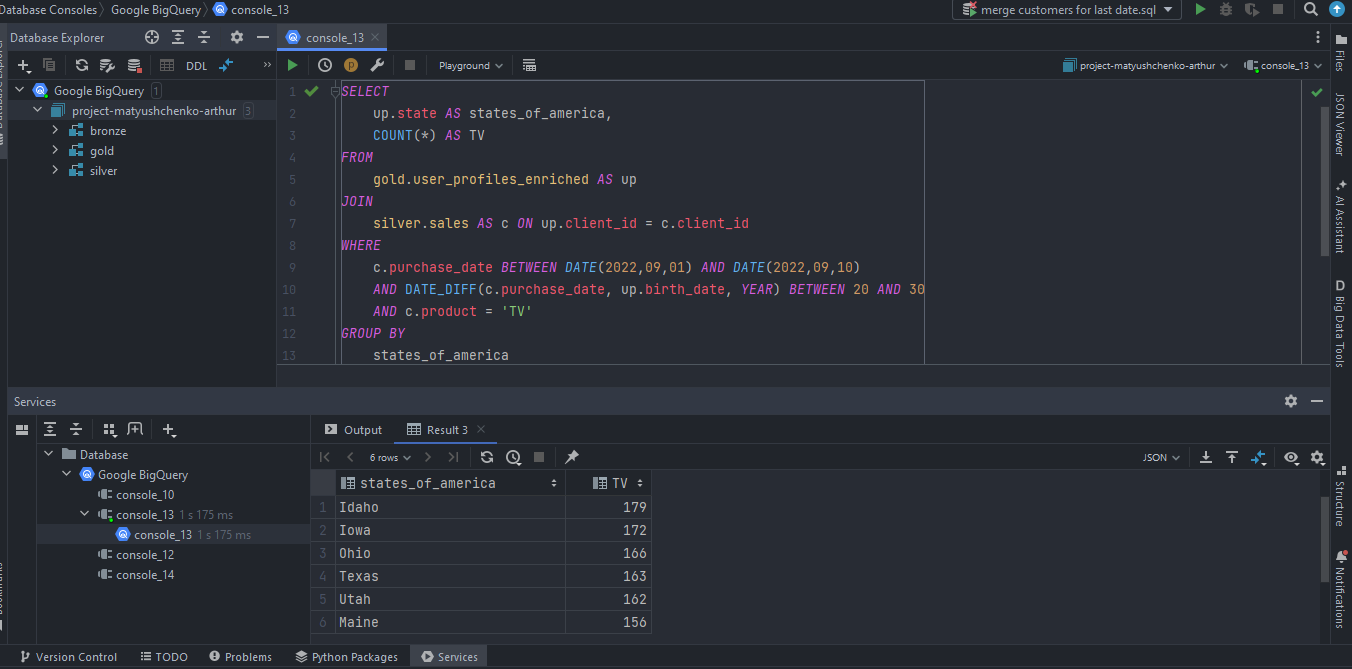 Database Consoles
Google BigQuery
console_13
merge customers for last date.sql
Database Explorer
console_13
DDL
Playground
project-matyushchenko-arthur
console_13
Google BigQuery 1
project-matyushchenko-arthur 3
bronze
gold
silver
1 SELECT
2 up.state AS states_of_america,
3 COUNT(*) AS TV
4 FROM
5 gold.user_profiles_enriched AS up
6 JOIN
7 silver.sales AS c ON up.client_id = c.client_id
8 WHERE
9 c.purchase_date BETWEEN DATE(2022,09,01) AND DATE(2022,09,10)
10 AND DATE_DIFF(c.purchase_date, up.birth_date, YEAR) BETWEEN 20 AND 30
11 AND c.product = 'TV'
12 GROUP BY
13 states_of_america
Files
JSON Viewer
AI Assistant
D Big Data Tools
Structure
Notifications
Services
Database
Google BigQuery
console_10
console_13 1 s 175 ms
console_13 1 s 175 ms
console_12
console_14
Output
Result 3
6 rows
JSON
states_of_america TV
1 Idaho 179
2 Iowa 172
3 Ohio 166
4 Texas 163
5 Utah 162
6 Maine 156
Version Control
TODO
Problems
Python Packages
Services